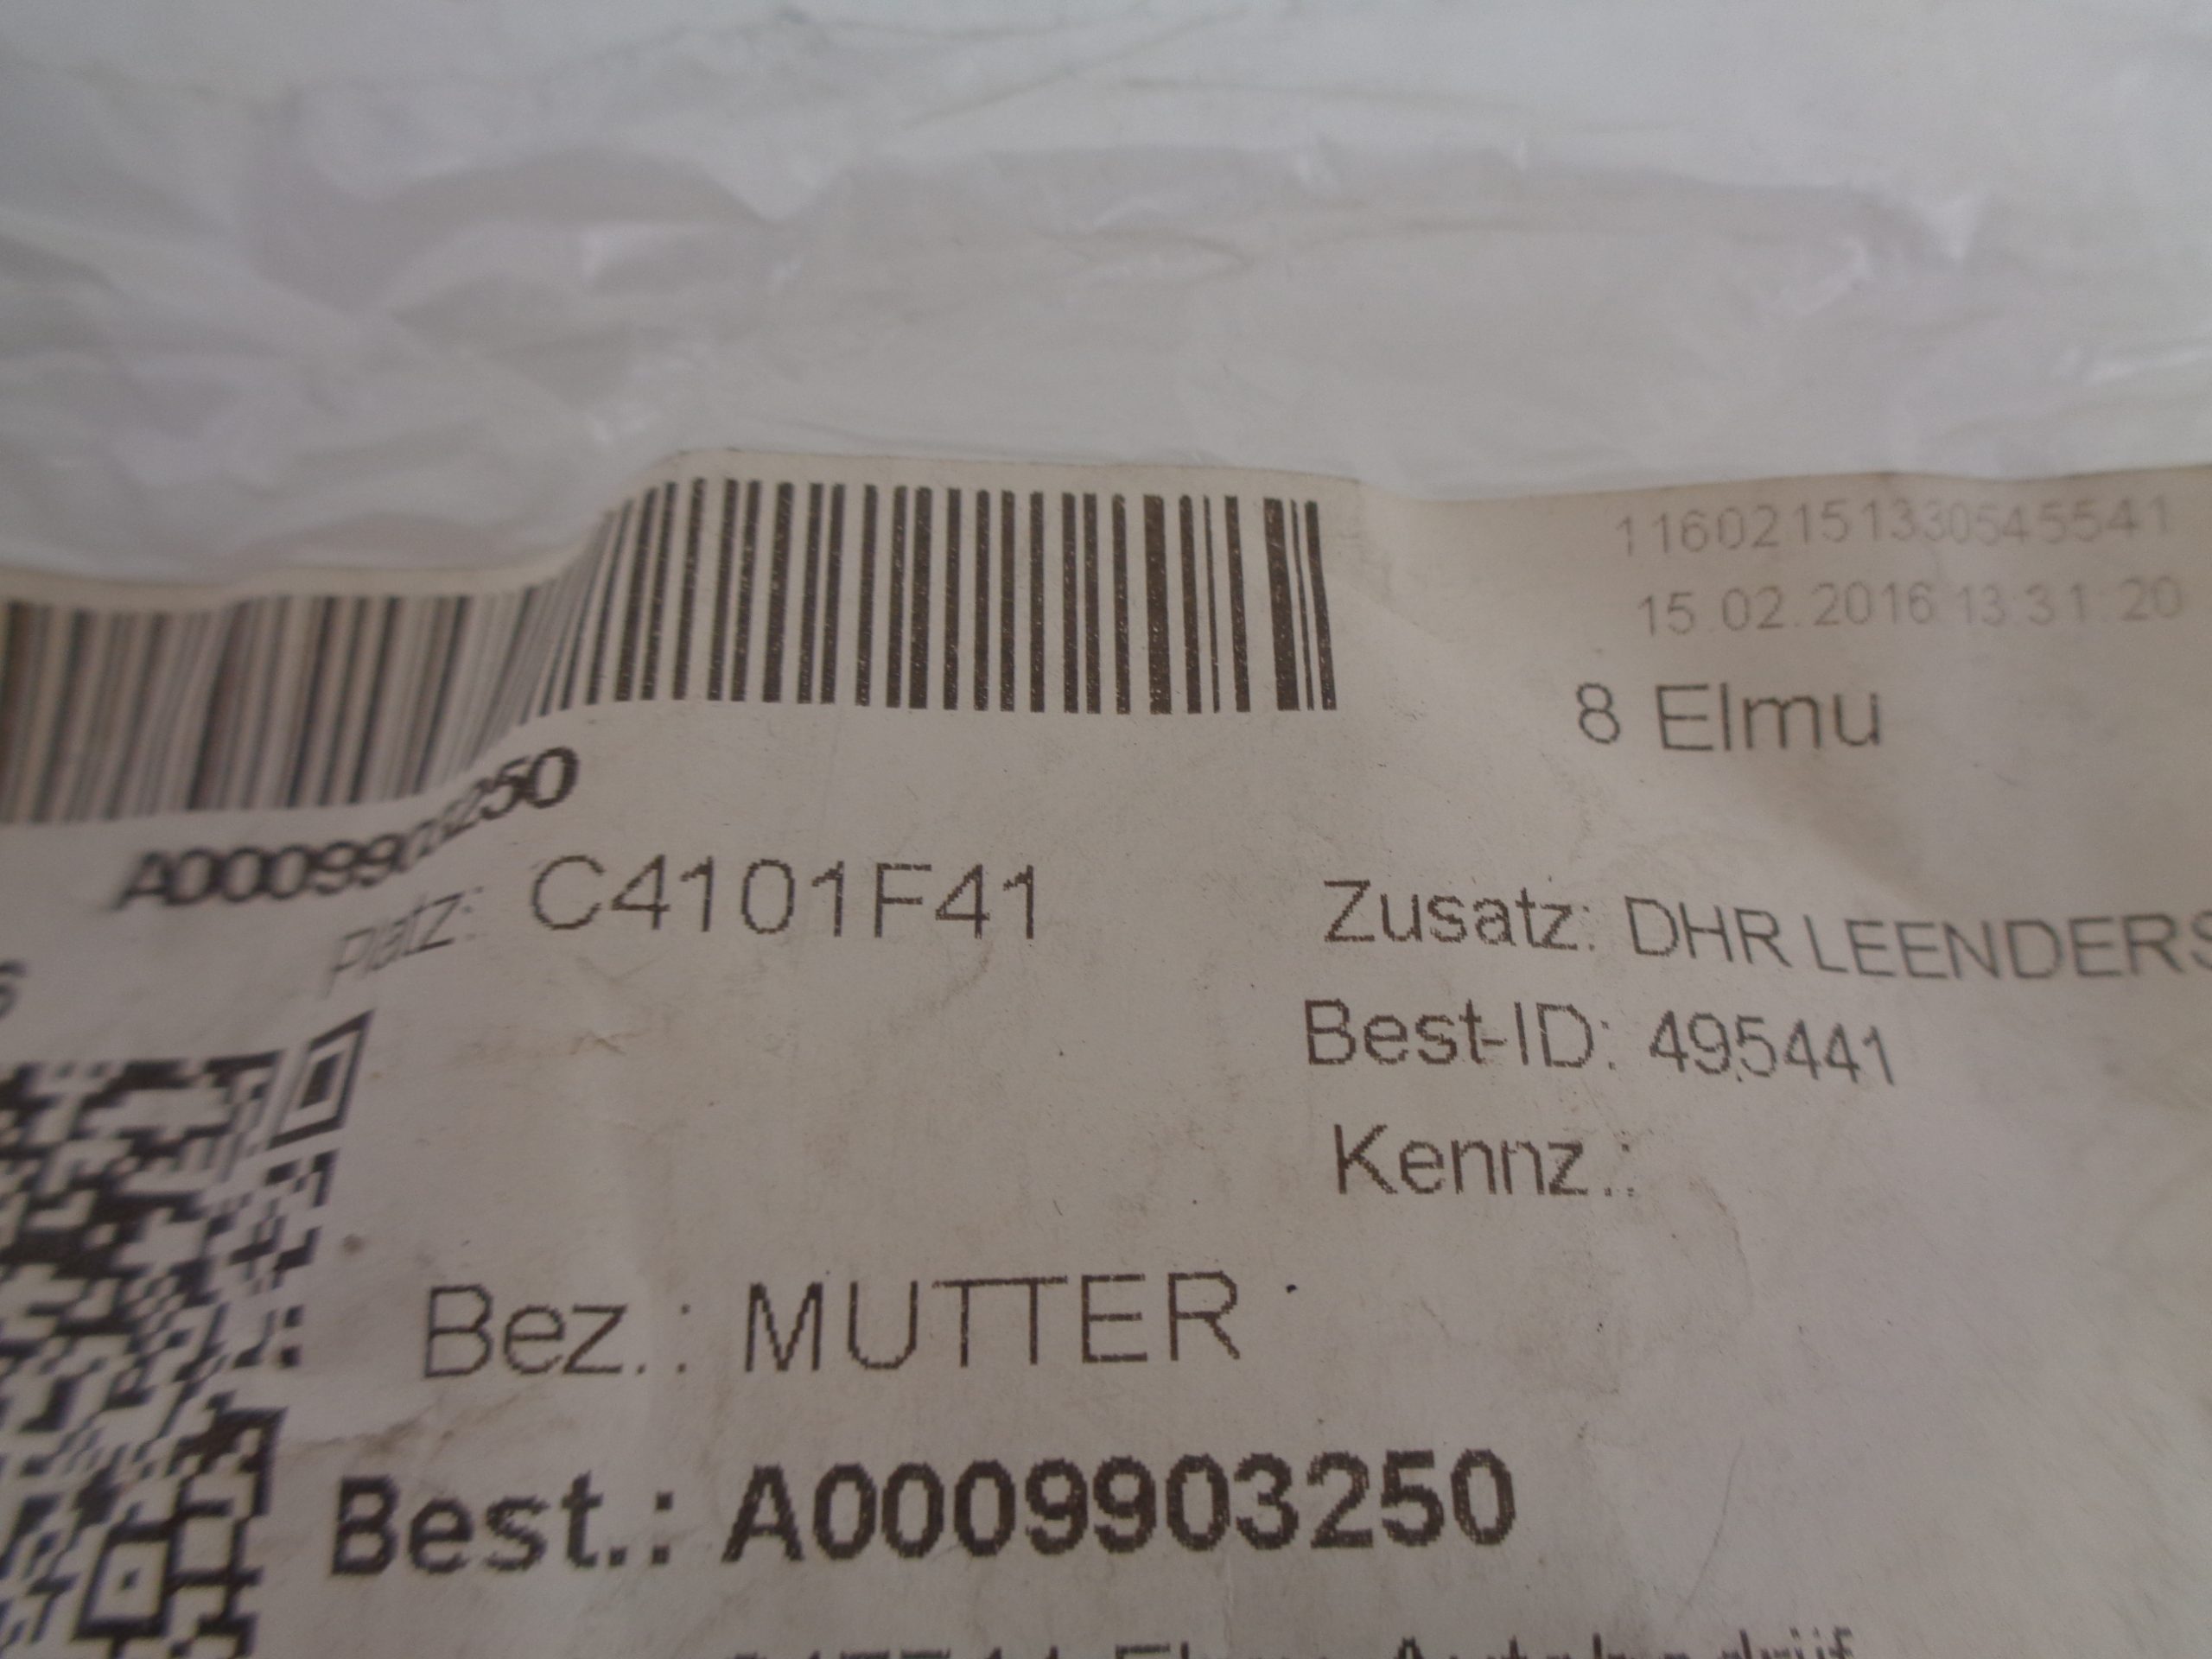 11602151330545541
15.02.2016 13:31:20
8 Elmu
A0009903250
Platz: C4101F41
Zusatz: DHR LEENDERS
Best-ID: 495441
Kennz.:
Bez.: MUTTER
Best.: A0009903250